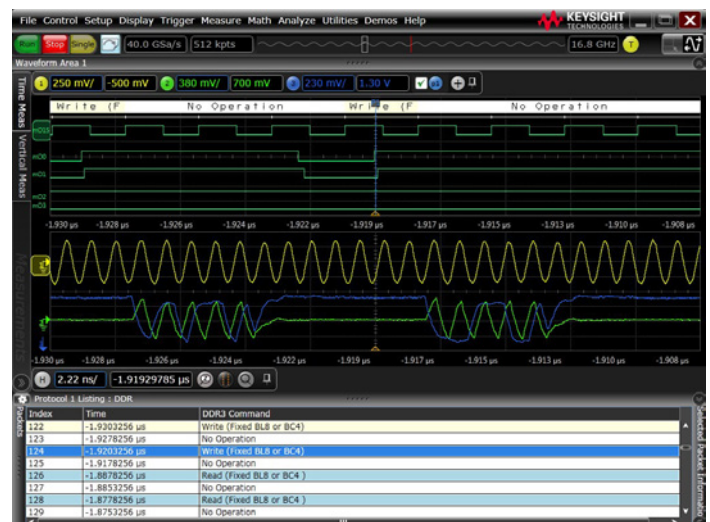 File Control Setup Display Trigger Measure Math Analyze Utilities Demos Help
KEYSIGHT TECHNOLOGIES
Run Stop Single 40.0 GSa/s 512 kpts 16.8 GHz T
Waveform Area 1
1 250 mV/ -500 mV 2 380 mV/ 700 mV 3 230 mV/ 1.30 V
Time Meas
Vertical Meas
Measurements
Write (F No Operation Write (F No Operation
mD15
mD0
mD1
mD2
mD3
-1.930 µs -1.928 µs -1.926 µs -1.924 µs -1.922 µs -1.919 µs -1.917 µs -1.915 µs -1.913 µs -1.910 µs -1.908 µs
-1.930 µs -1.928 µs -1.926 µs -1.924 µs -1.922 µs -1.919 µs -1.917 µs -1.915 µs -1.913 µs -1.910 µs -1.908 µs
H 2.22 ns/ -1.91929785 µs
Protocol 1 Listing : DDR
Packets
Selected Packet Informatio
Index Time DDR3 Command
122 -1.9303256 µs Write (Fixed BL8 or BC4)
123 -1.9278256 µs No Operation
124 -1.9203256 µs Write (Fixed BL8 or BC4)
125 -1.9178256 µs No Operation
126 -1.8878256 µs Read (Fixed BL8 or BC4 )
127 -1.8853256 µs No Operation
128 -1.8778256 µs Read (Fixed BL8 or BC4 )
129 -1.8753256 µs No Operation